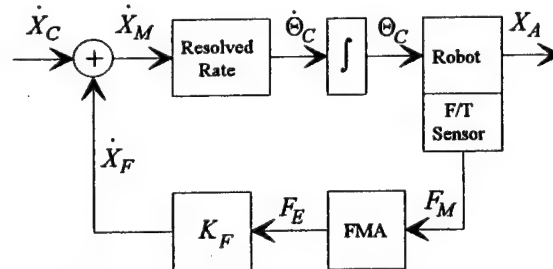 Ẋ_C
+
Ẋ_M
Resolved
Rate
Θ̇_C
∫
Θ_C
Robot
X_A
F/T
Sensor
Ẋ_F
K_F
F_E
FMA
F_M